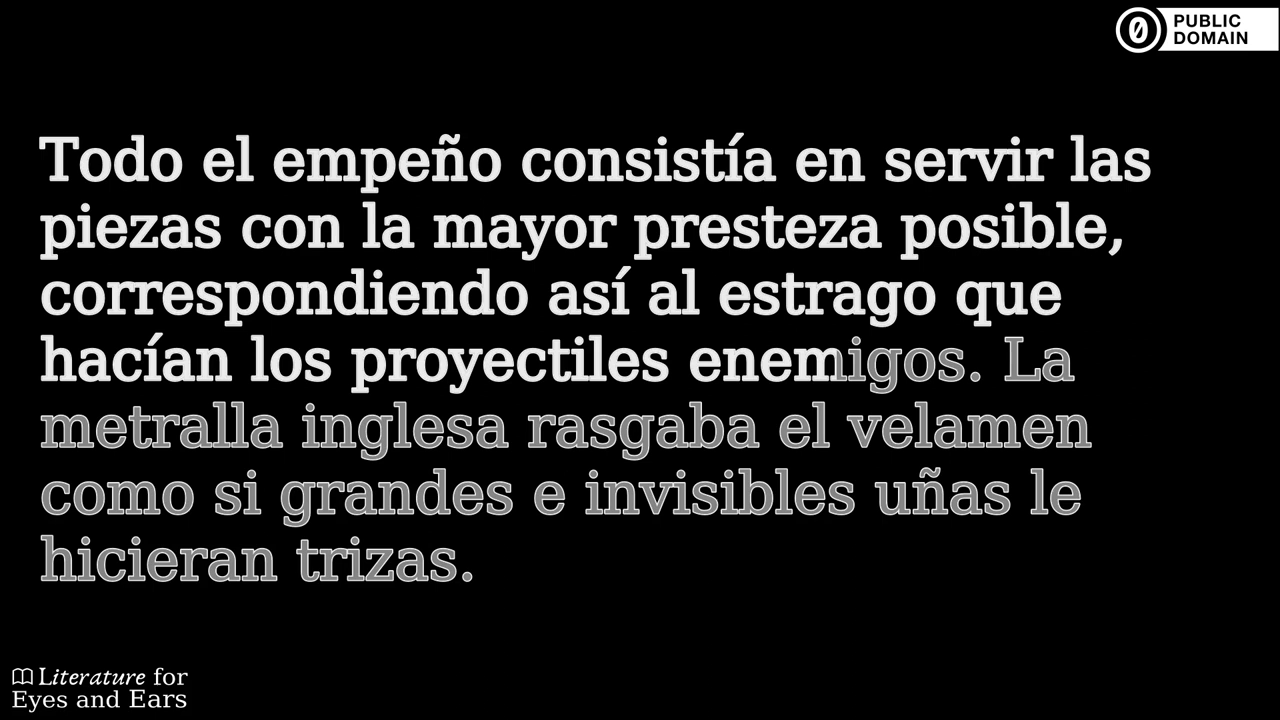 PUBLIC
DOMAIN
Todo el empeño consistía en servir las
piezas con la mayor presteza posible,
correspondiendo así al estrago que
hacían los proyectiles enemigos. La
metralla inglesa rasgaba el velamen
como si grandes e invisibles uñas le
hicieran trizas.
Literature for
Eyes and Ears